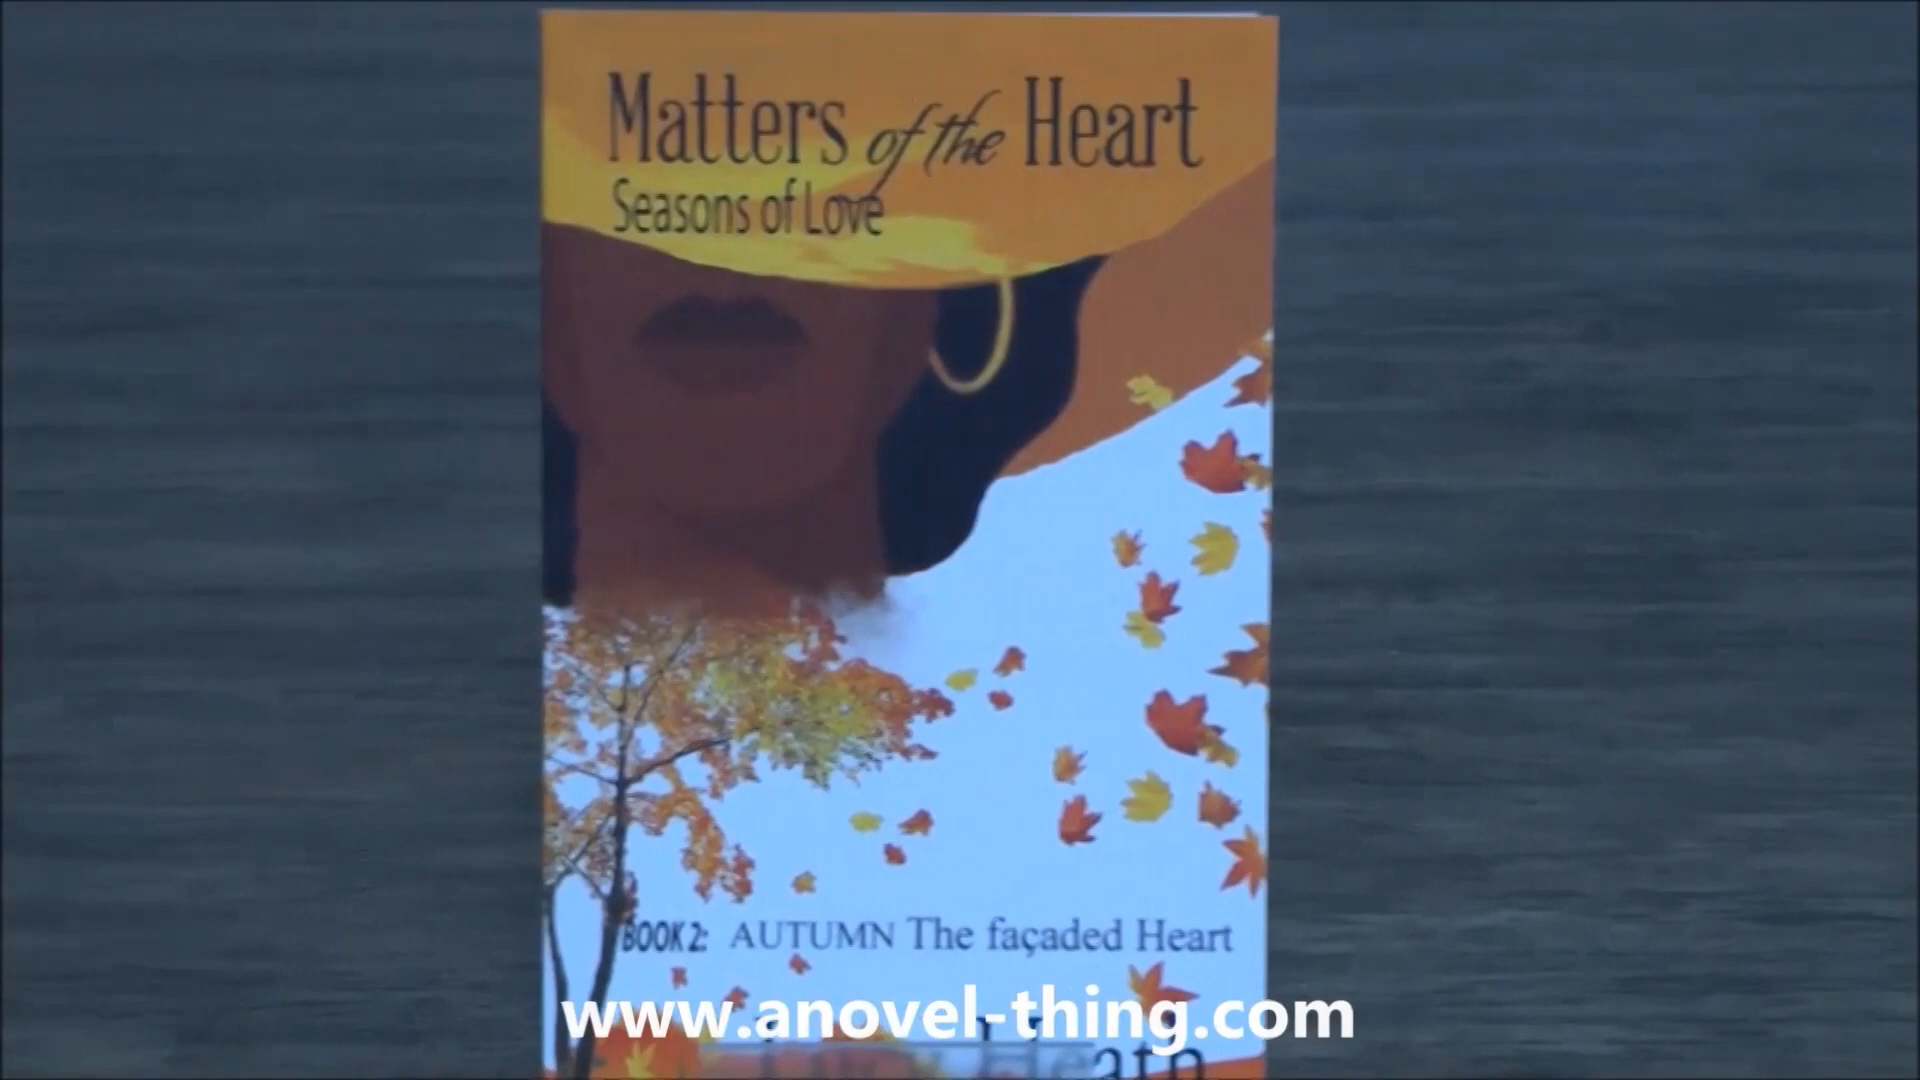 Matters of the Heart
Seasons of Love
BOOK 2: AUTUMN The façaded Heart
www.anovel-thing.com